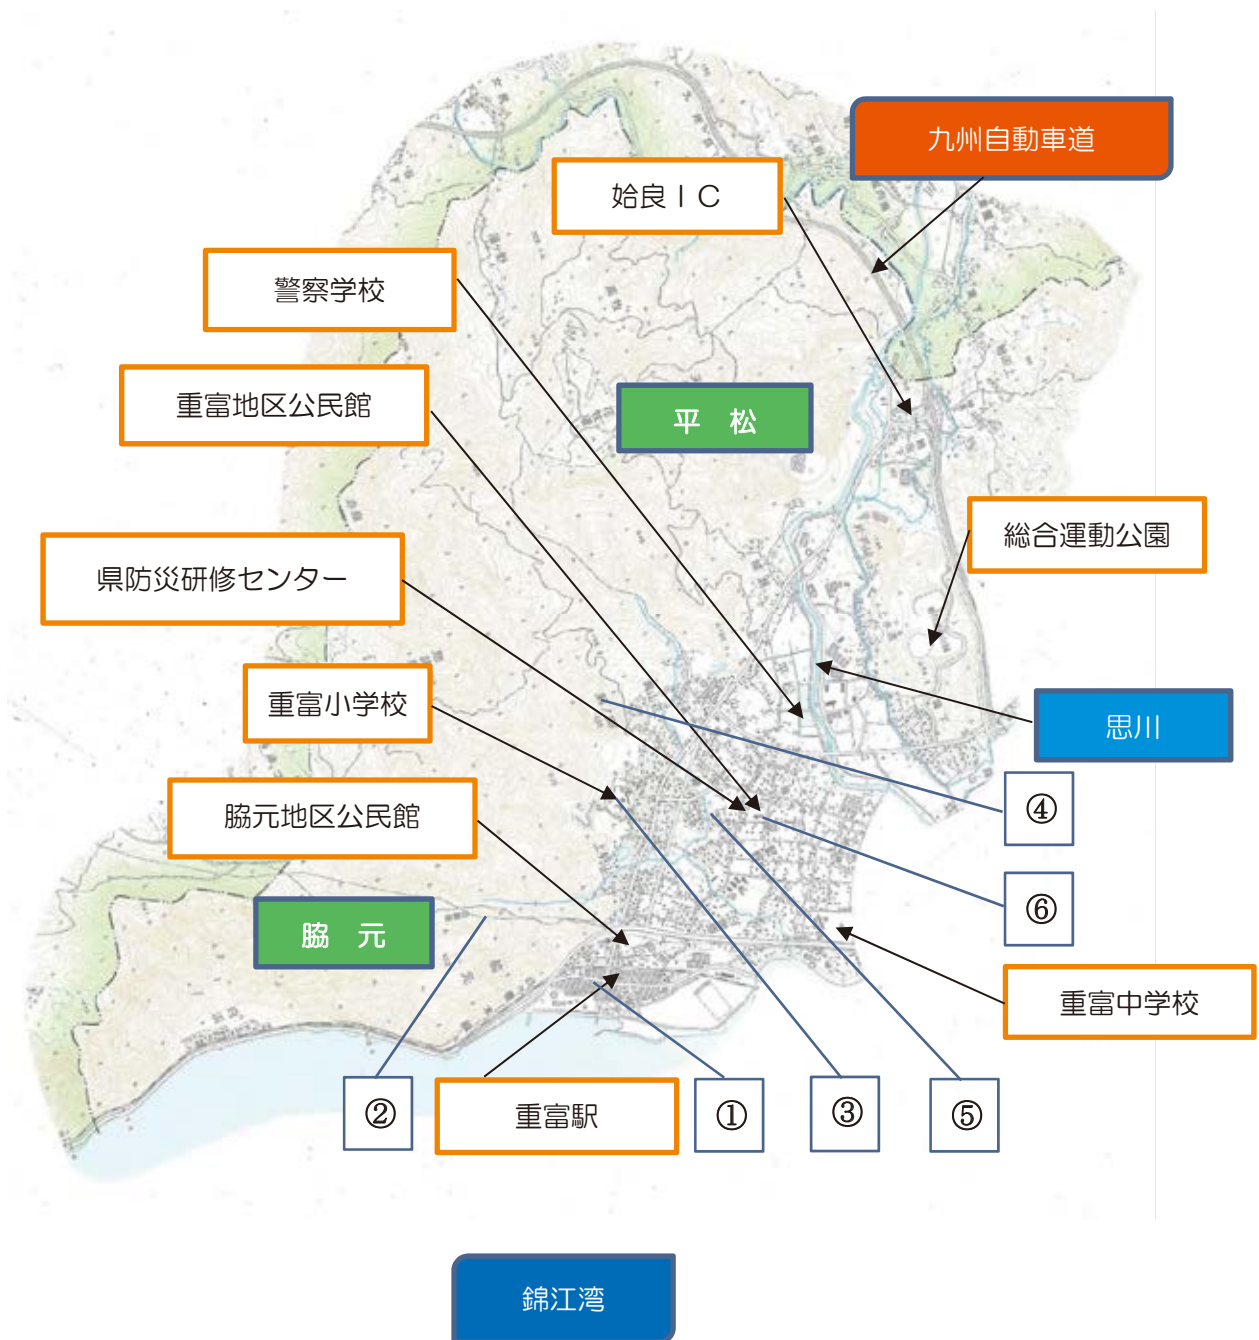 九州自動車道
姶良ＩＣ
警察学校
重富地区公民館
平 松
総合運動公園
県防災研修センター
重富小学校
思川
脇元地区公民館
④
⑥
脇 元
重富中学校
②
重富駅
①
③
⑤
錦江湾